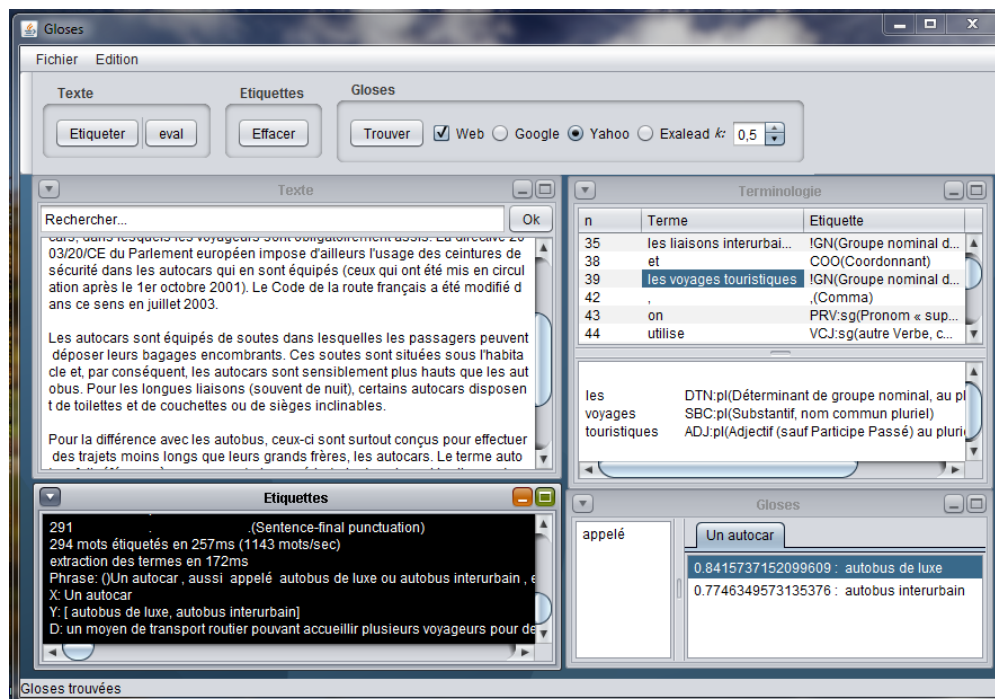 Gloses
Fichier Edition
Texte
Etiqueter
eval
Etiquettes
Effacer
Gloses
Trouver
Web
Google
Yahoo
Exalead
k:
0,5
Texte
Rechercher...
Ok
cars, dans lesquels les voyageurs sont obligatoirement assis. La directive 20
03/20/CE du Parlement européen impose d'ailleurs l'usage des ceintures de
sécurité dans les autocars qui en sont équipés (ceux qui ont été mis en circul
ation après le 1er octobre 2001). Le Code de la route français a été modifié d
ans ce sens en juillet 2003.
Les autocars sont équipés de soutes dans lesquelles les passagers peuvent
déposer leurs bagages encombrants. Ces soutes sont situées sous l'habita
cle et, par conséquent, les autocars sont sensiblement plus hauts que les aut
obus. Pour les longues liaisons (souvent de nuit), certains autocars disposen
t de toilettes et de couchettes ou de sièges inclinables.
Pour la différence avec les autobus, ceux-ci sont surtout conçus pour effectuer
des trajets moins longs que leurs grands frères, les autocars. Le terme auto
Terminologie
n Terme Etiquette
35 les liaisons interurbai... !GN(Groupe nominal d...
38 et COO(Coordonnant)
39 les voyages touristiques !GN(Groupe nominal d...
42 , ,(Comma)
43 on PRV:sg(Pronom « sup...
44 utilise VCJ:sg(autre Verbe, c...
les DTN:pl(Déterminant de groupe nominal, au pl
voyages SBC:pl(Substantif, nom commun pluriel)
touristiques ADJ:pl(Adjectif (sauf Participe Passé) au plurie
Etiquettes
291 . .(Sentence-final punctuation)
294 mots étiquetés en 257ms (1143 mots/sec)
extraction des termes en 172ms
Phrase: ()Un autocar , aussi appelé autobus de luxe ou autobus interurbain , e
X: Un autocar
Y: [ autobus de luxe, autobus interurbain]
D: un moyen de transport routier pouvant accueillir plusieurs voyageurs pour de
Gloses
appelé
Un autocar
0.8415737152099609 : autobus de luxe
0.7746349573135376 : autobus interurbain
Gloses trouvées